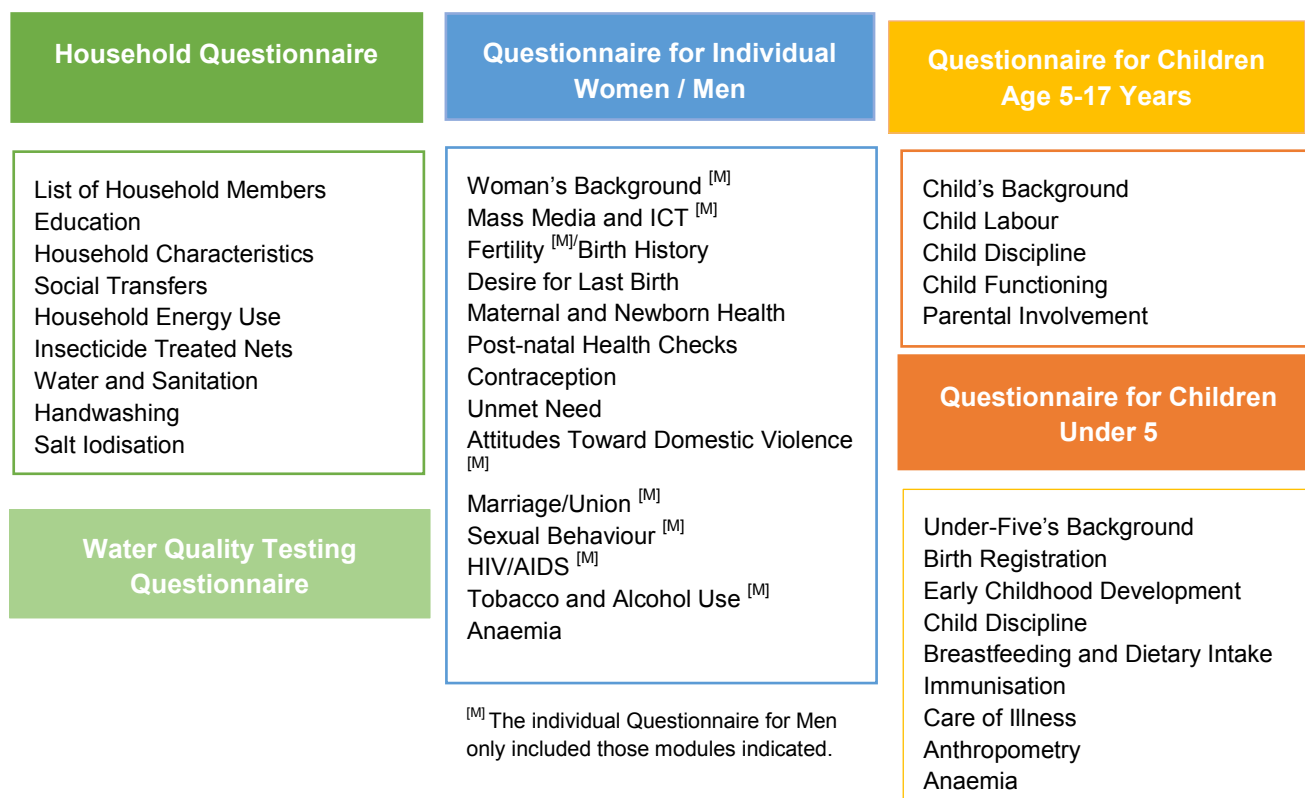 Household Questionnaire
List of Household Members
Education
Household Characteristics
Social Transfers
Household Energy Use
Insecticide Treated Nets
Water and Sanitation
Handwashing
Salt Iodisation
Water Quality Testing
Questionnaire
Questionnaire for Individual
Women / Men
Woman's Background [M]
Mass Media and ICT [M]
Fertility [M]/Birth History
Desire for Last Birth
Maternal and Newborn Health
Post-natal Health Checks
Contraception
Unmet Need
Attitudes Toward Domestic Violence
[M]
Marriage/Union [M]
Sexual Behaviour [M]
HIV/AIDS [M]
Tobacco and Alcohol Use [M]
Anaemia
[M] The individual Questionnaire for Men
only included those modules indicated.
Questionnaire for Children
Age 5-17 Years
Child's Background
Child Labour
Child Discipline
Child Functioning
Parental Involvement
Questionnaire for Children
Under 5
Under-Five's Background
Birth Registration
Early Childhood Development
Child Discipline
Breastfeeding and Dietary Intake
Immunisation
Care of Illness
Anthropometry
Anaemia